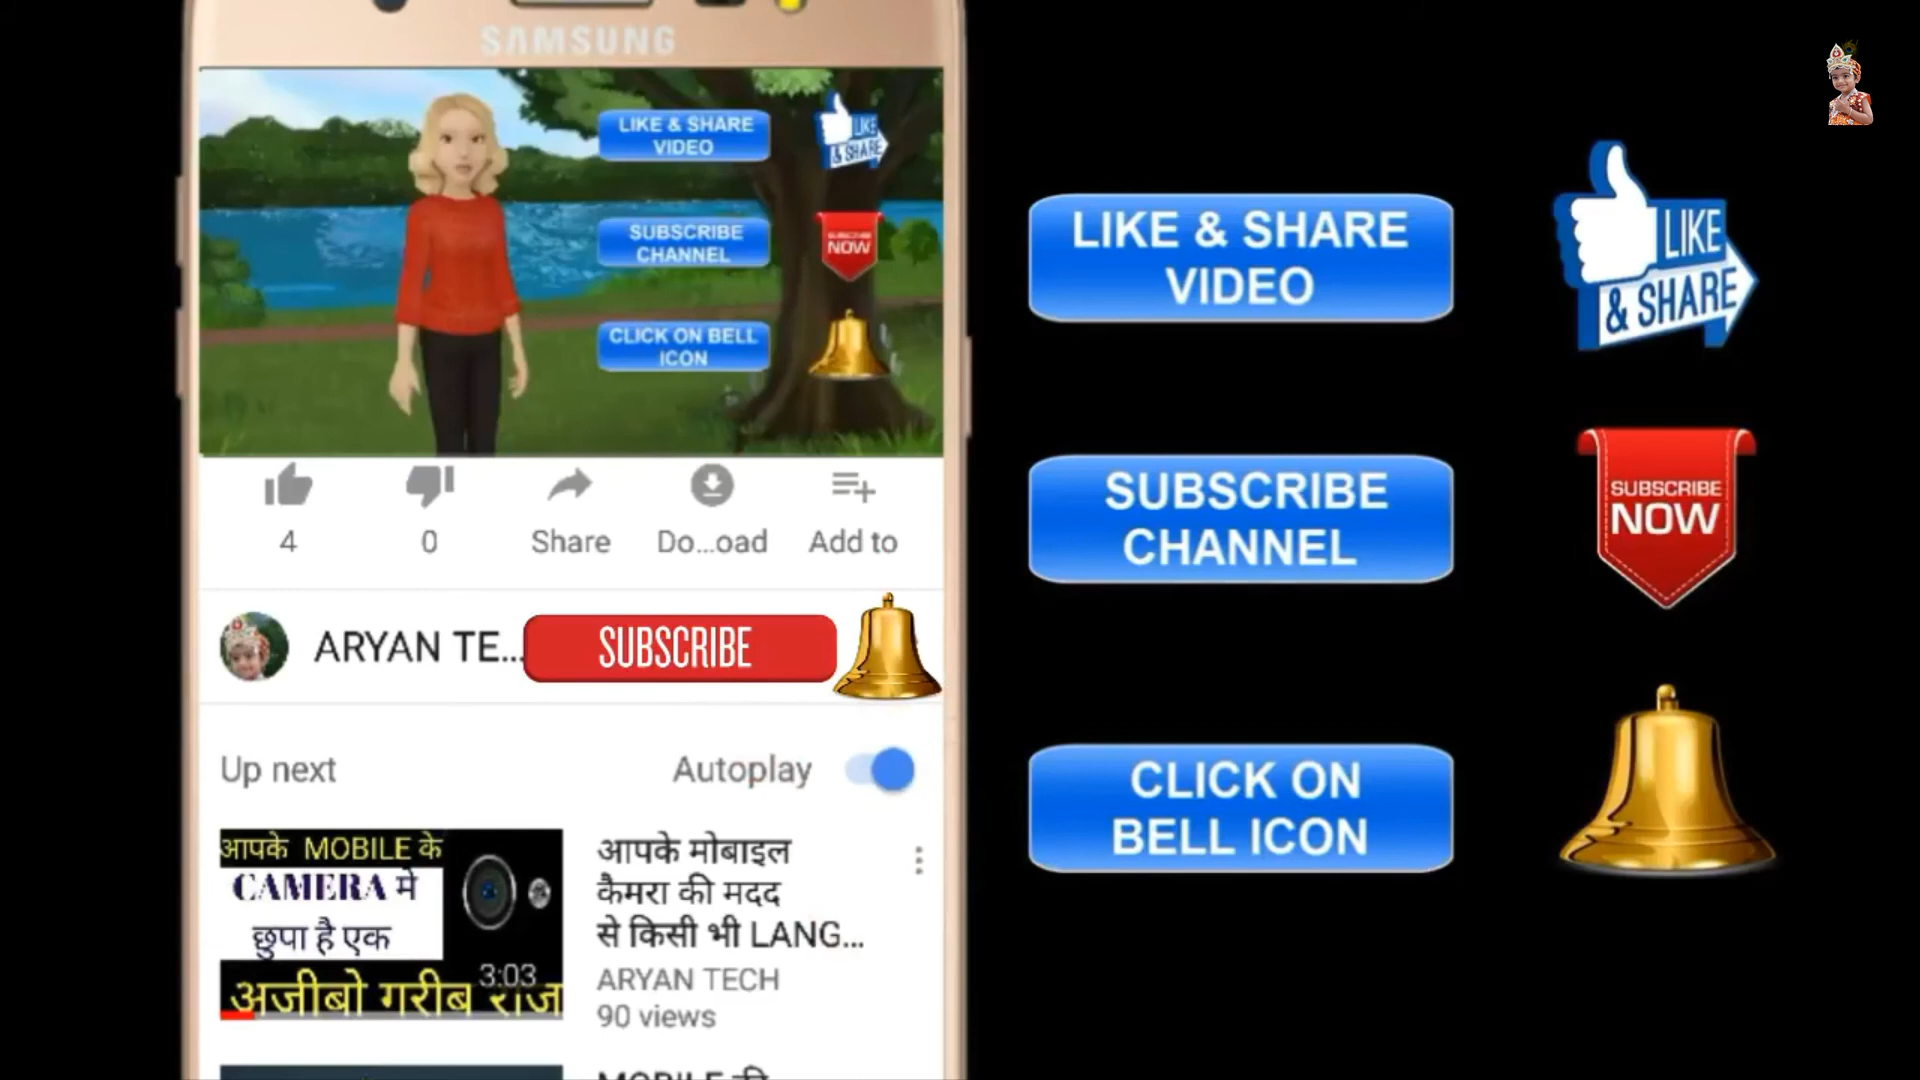 SAMSUNG
LIKE & SHARE
VIDEO
LIKE
& SHARE
SUBSCRIBE
CHANNEL
SUBSCRIBE
NOW
CLICK ON BELL
ICON
4
0
Share
Do...oad
Add to
ARYAN TE...
SUBSCRIBE
Up next
Autoplay
आपके MOBILE के
CAMERA मे
छुपा है एक
अजीबो गरीब राज
3:03
आपके मोबाइल
कैमरा की मदद
से किसी भी LANG...
ARYAN TECH
90 views
LIKE & SHARE
VIDEO
LIKE
& SHARE
SUBSCRIBE
CHANNEL
SUBSCRIBE
NOW
CLICK ON
BELL ICON